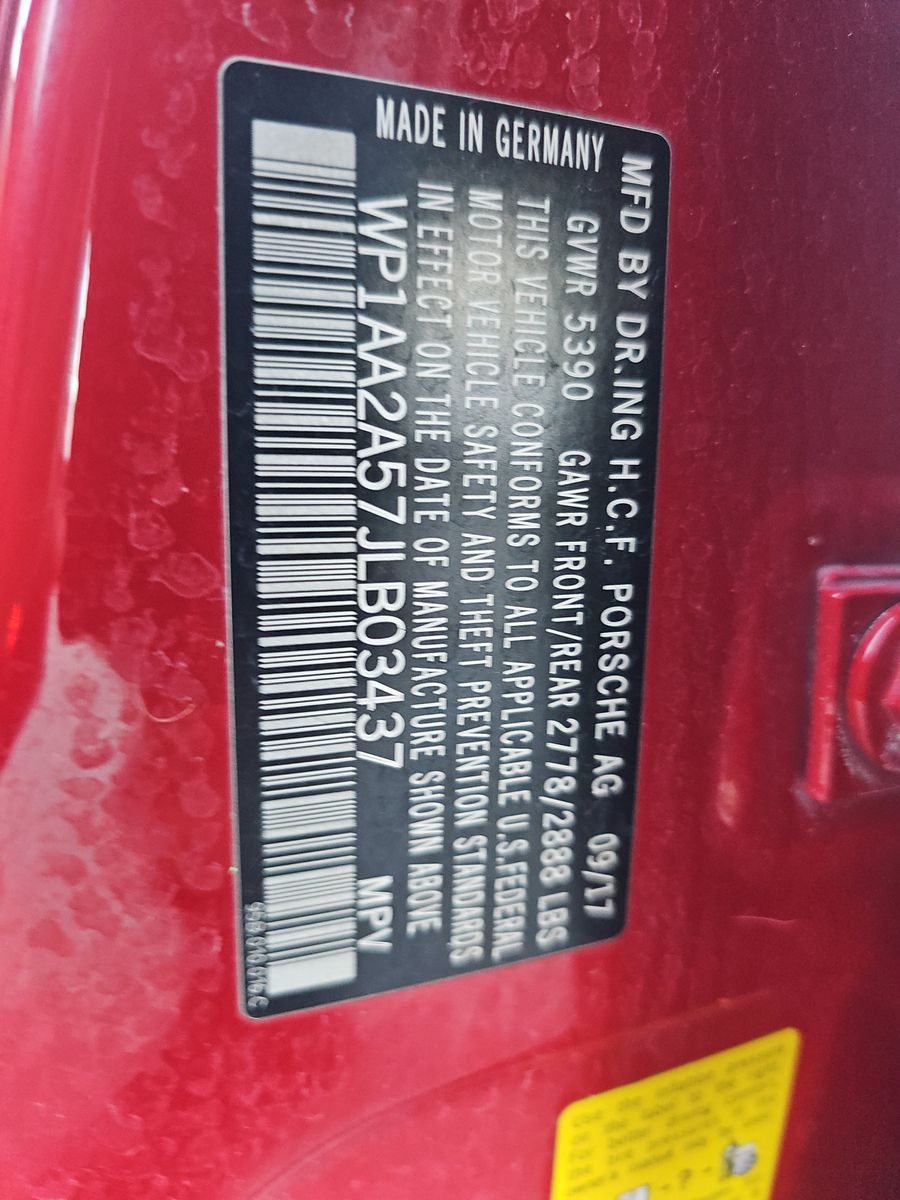 MFD BY DR.ING H.C.F. PORSCHE AG 09/17
GVWR 5390 GAWR FRONT/REAR 2778/2888 LBS
THIS VEHICLE CONFORMS TO ALL APPLICABLE U.S.FEDERAL
MOTOR VEHICLE SAFETY AND THEFT PREVENTION STANDARDS
IN EFFECT ON THE DATE OF MANUFACTURE SHOWN ABOVE
MADE IN GERMANY
WP1AA2A57JLB03437 MPV